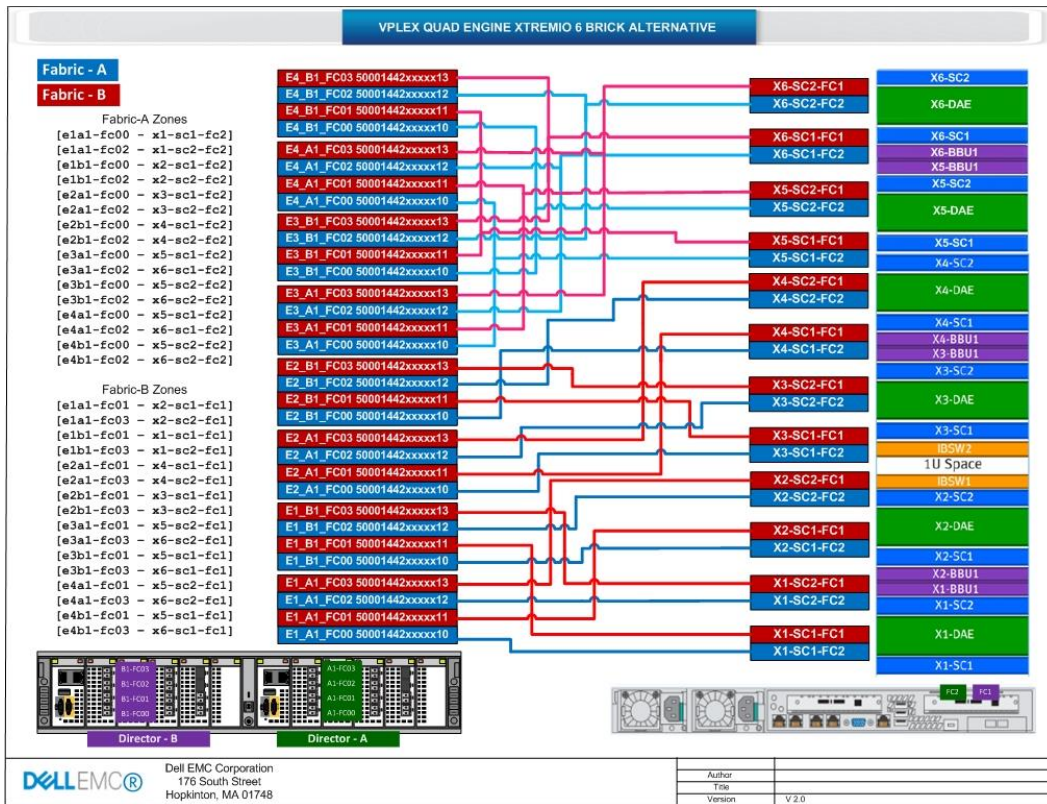 VPLEX QUAD ENGINE XTREMIO 6 BRICK ALTERNATIVE
Fabric - A
Fabric - B
Fabric-A Zones
[e1a1-fc00 - x1-sc1-fc2]
[e1a1-fc02 - x1-sc2-fc2]
[e1b1-fc00 - x2-sc1-fc2]
[e1b1-fc02 - x2-sc2-fc2]
[e2a1-fc00 - x3-sc1-fc2]
[e2a1-fc02 - x3-sc2-fc2]
[e2b1-fc00 - x4-sc1-fc2]
[e2b1-fc02 - x4-sc2-fc2]
[e3a1-fc00 - x5-sc1-fc2]
[e3a1-fc02 - x6-sc1-fc2]
[e3b1-fc00 - x5-sc2-fc2]
[e3b1-fc02 - x6-sc2-fc2]
[e4a1-fc00 - x5-sc1-fc2]
[e4a1-fc02 - x6-sc1-fc2]
[e4b1-fc00 - x5-sc2-fc2]
[e4b1-fc02 - x6-sc2-fc2]
Fabric-B Zones
[e1a1-fc01 - x2-sc1-fc1]
[e1a1-fc03 - x2-sc2-fc1]
[e1b1-fc01 - x1-sc1-fc1]
[e1b1-fc03 - x1-sc2-fc1]
[e2a1-fc01 - x4-sc1-fc1]
[e2a1-fc03 - x4-sc2-fc1]
[e2b1-fc01 - x3-sc1-fc1]
[e2b1-fc03 - x3-sc2-fc1]
[e3a1-fc01 - x5-sc2-fc1]
[e3a1-fc03 - x6-sc2-fc1]
[e3b1-fc01 - x5-sc1-fc1]
[e3b1-fc03 - x6-sc1-fc1]
[e4a1-fc01 - x5-sc2-fc1]
[e4a1-fc03 - x6-sc2-fc1]
[e4b1-fc01 - x5-sc1-fc1]
[e4b1-fc03 - x6-sc1-fc1]
E4_B1_FC03 50001442xxxxx13
E4_B1_FC02 50001442xxxxx12
E4_B1_FC01 50001442xxxxx11
E4_B1_FC00 50001442xxxxx10
E4_A1_FC03 50001442xxxxx13
E4_A1_FC02 50001442xxxxx12
E4_A1_FC01 50001442xxxxx11
E4_A1_FC00 50001442xxxxx10
E3_B1_FC03 50001442xxxxx13
E3_B1_FC02 50001442xxxxx12
E3_B1_FC01 50001442xxxxx11
E3_B1_FC00 50001442xxxxx10
E3_A1_FC03 50001442xxxxx13
E3_A1_FC02 50001442xxxxx12
E3_A1_FC01 50001442xxxxx11
E3_A1_FC00 50001442xxxxx10
E2_B1_FC03 50001442xxxxx13
E2_B1_FC02 50001442xxxxx12
E2_B1_FC01 50001442xxxxx11
E2_B1_FC00 50001442xxxxx10
E2_A1_FC03 50001442xxxxx13
E2_A1_FC02 50001442xxxxx12
E2_A1_FC01 50001442xxxxx11
E2_A1_FC00 50001442xxxxx10
E1_B1_FC03 50001442xxxxx13
E1_B1_FC02 50001442xxxxx12
E1_B1_FC01 50001442xxxxx11
E1_B1_FC00 50001442xxxxx10
E1_A1_FC03 50001442xxxxx13
E1_A1_FC02 50001442xxxxx12
E1_A1_FC01 50001442xxxxx11
E1_A1_FC00 50001442xxxxx10
X6-SC2-FC1
X6-SC2-FC2
X6-SC1-FC1
X6-SC1-FC2
X5-SC2-FC1
X5-SC2-FC2
X5-SC1-FC1
X5-SC1-FC2
X4-SC2-FC1
X4-SC2-FC2
X4-SC1-FC1
X4-SC1-FC2
X3-SC2-FC1
X3-SC2-FC2
X3-SC1-FC1
X3-SC1-FC2
X2-SC2-FC1
X2-SC2-FC2
X2-SC1-FC1
X2-SC1-FC2
X1-SC2-FC1
X1-SC2-FC2
X1-SC1-FC1
X1-SC1-FC2
X6-SC2
X6-DAE
X6-SC1
X6-BBU1
X5-BBU1
X5-SC2
X5-DAE
X5-SC1
X4-SC2
X4-DAE
X4-SC1
X4-BBU1
X3-BBU1
X3-SC2
X3-DAE
X3-SC1
IBSW2
1U Space
IBSW1
X2-SC2
X2-DAE
X2-SC1
X2-BBU1
X1-BBU1
X1-SC2
X1-DAE
X1-SC1
B1-FC03
B1-FC02
B1-FC01
B1-FC00
A1-FC03
A1-FC02
A1-FC01
A1-FC00
Director - B
Director - A
FC2
FC1
DELLEMC®
Dell EMC Corporation
176 South Street
Hopkinton, MA 01748
Author
Title
Version V 2.0